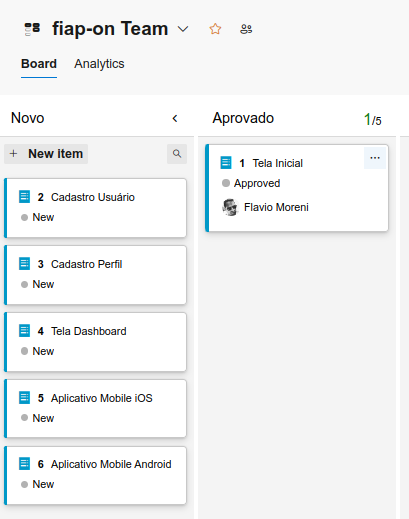 fiap-on Team
Board Analytics
Novo
+ New item
2 Cadastro Usuário
New
3 Cadastro Perfil
New
4 Tela Dashboard
New
5 Aplicativo Mobile iOS
New
6 Aplicativo Mobile Android
New
Aprovado 1/5
1 Tela Inicial ...
Approved
Flavio Moreni